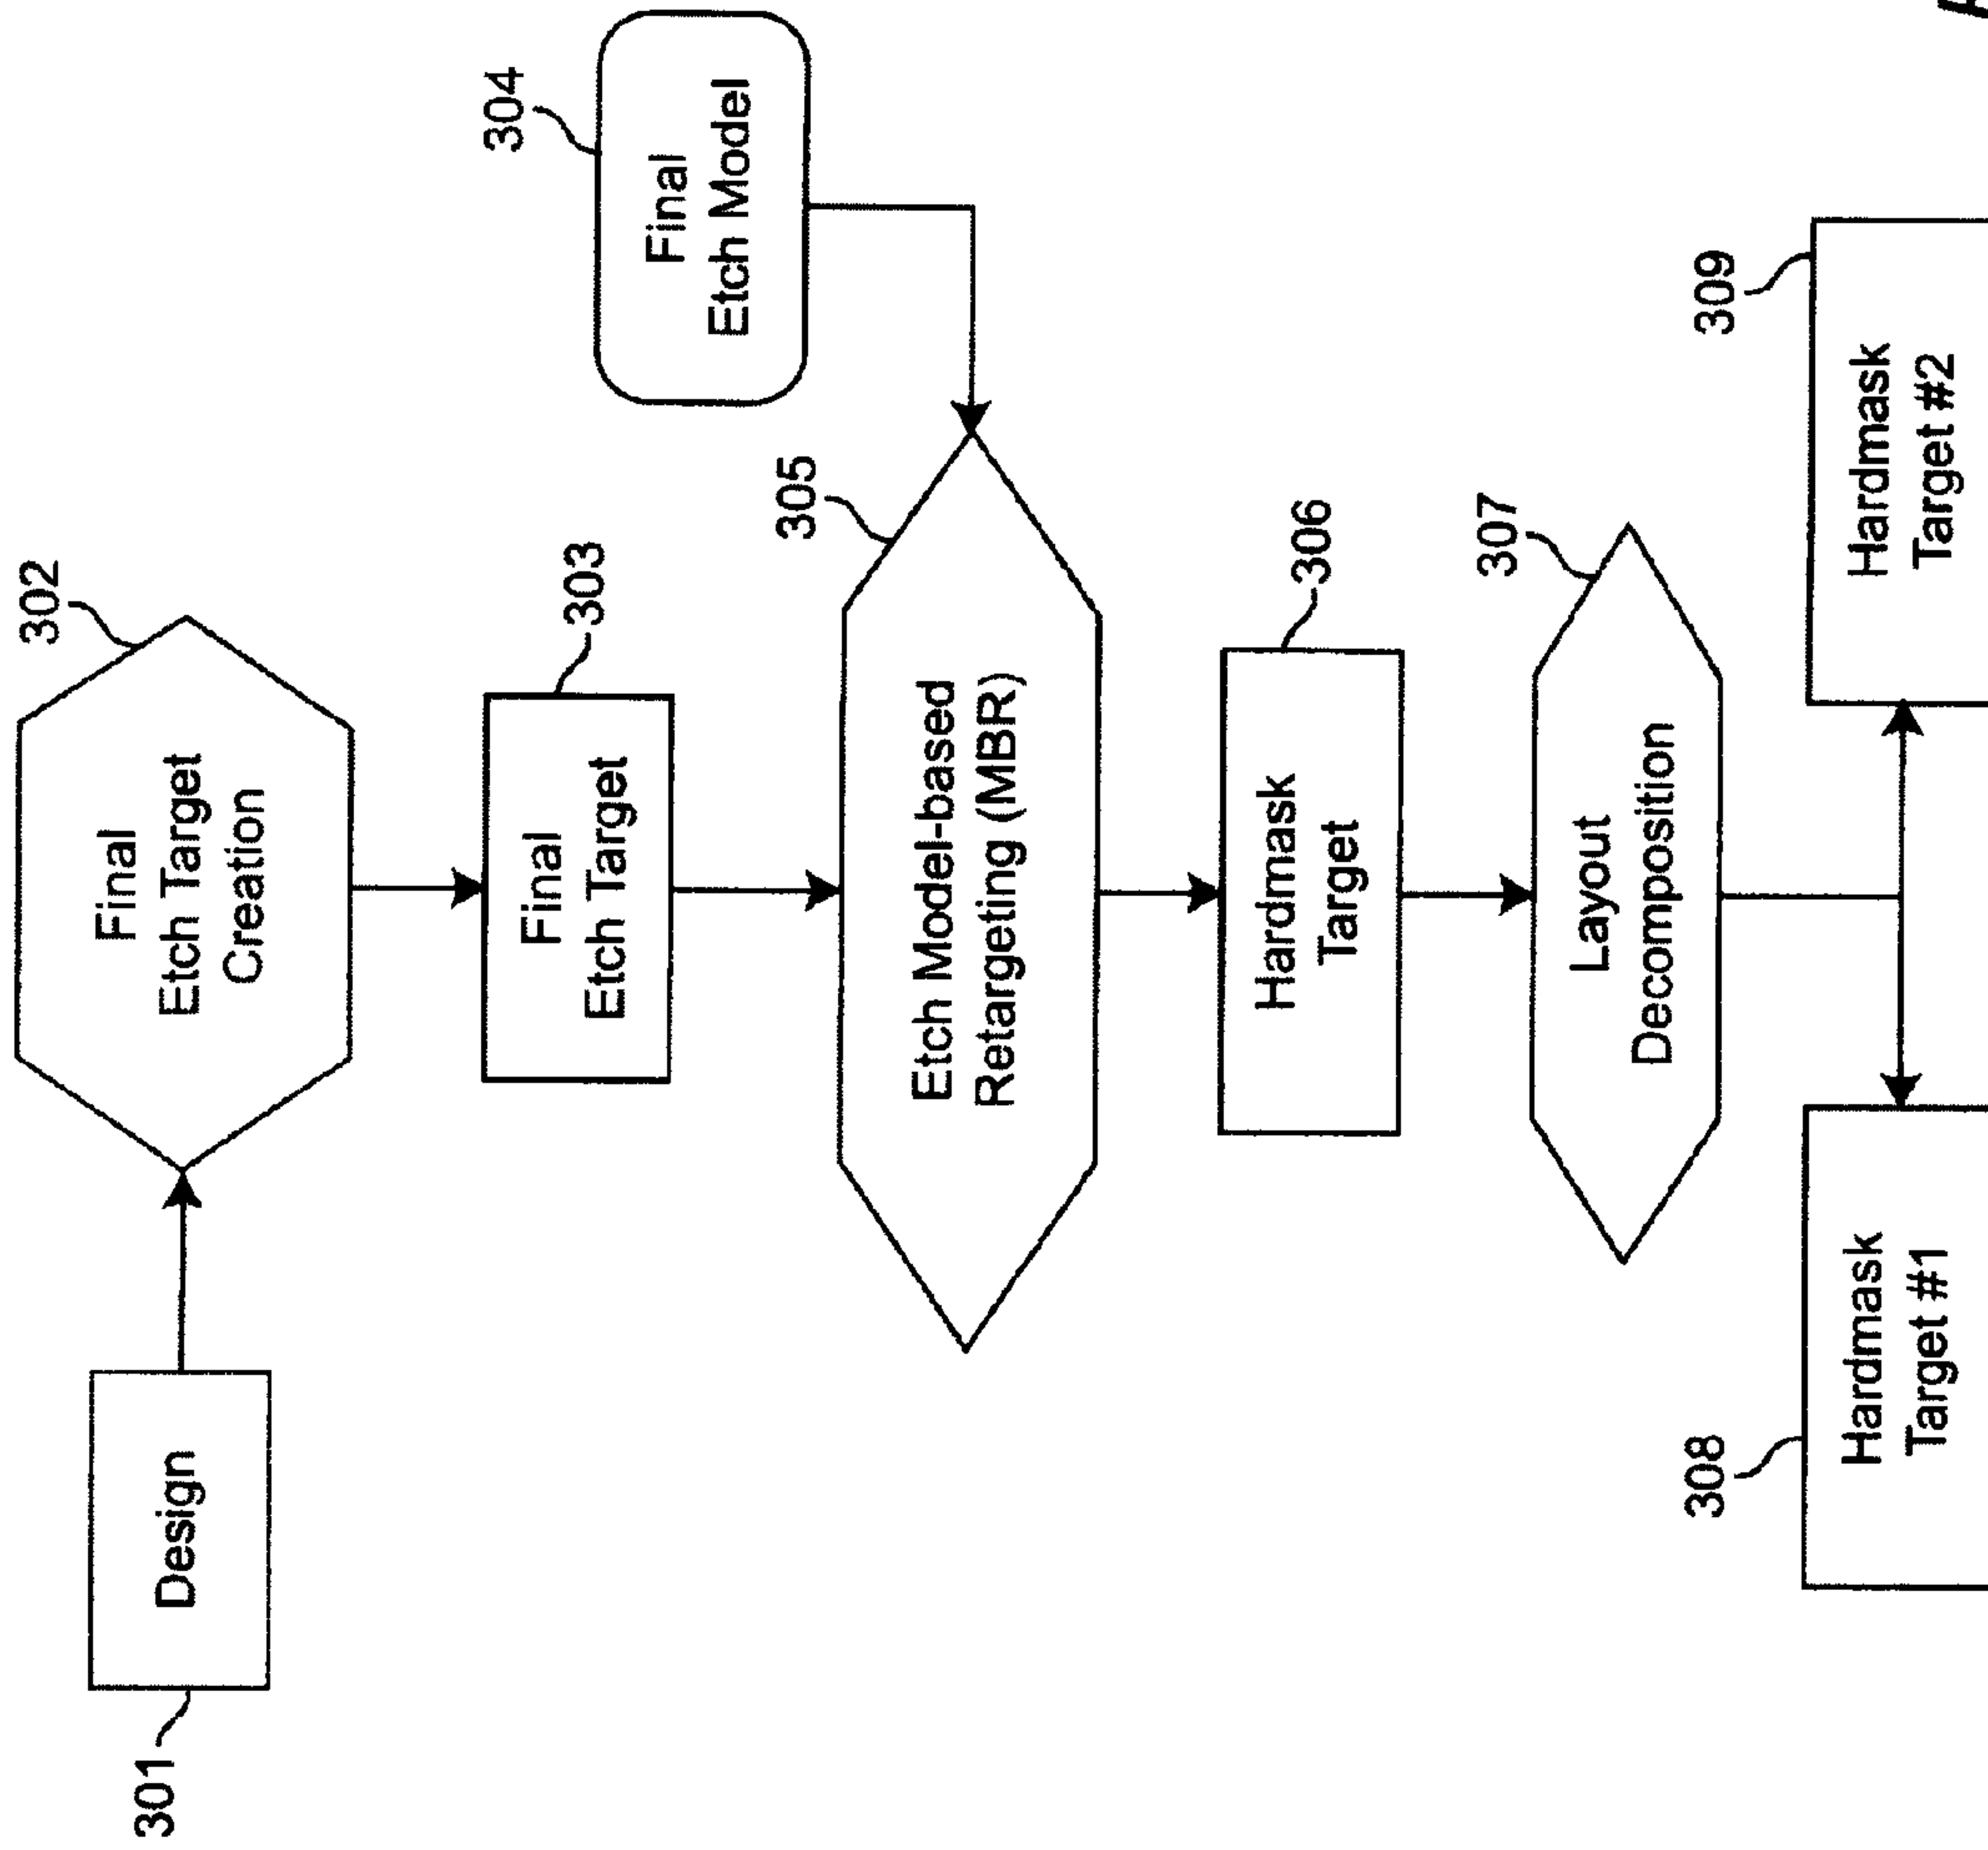 301
Design
302
Final
Etch Target
Creation
303
Final
Etch Target
304
Final
Etch Model
305
Etch Model-based
Retargeting (MBR)
306
Hardmask
Target
307
Layout
Decomposition
308
Hardmask
Target #1
309
Hardmask
Target #2